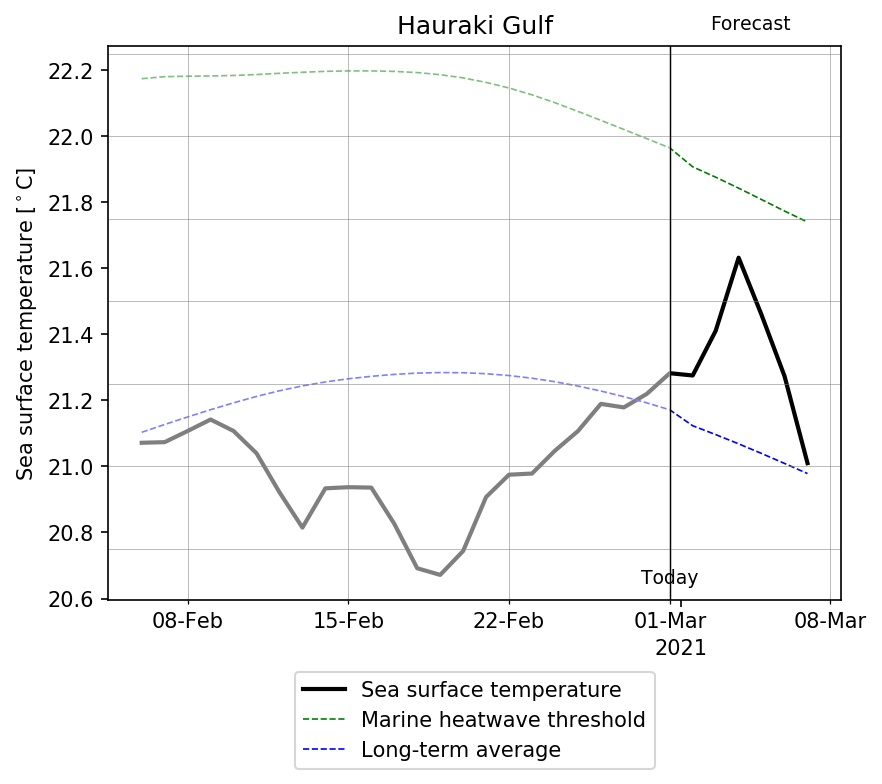 Hauraki Gulf
Forecast
Sea surface temperature [°C]
22.2
22.0
21.8
21.6
21.4
21.2
21.0
20.8
20.6
Today
08-Feb 15-Feb 22-Feb 01-Mar 08-Mar
2021
Sea surface temperature
Marine heatwave threshold
Long-term average